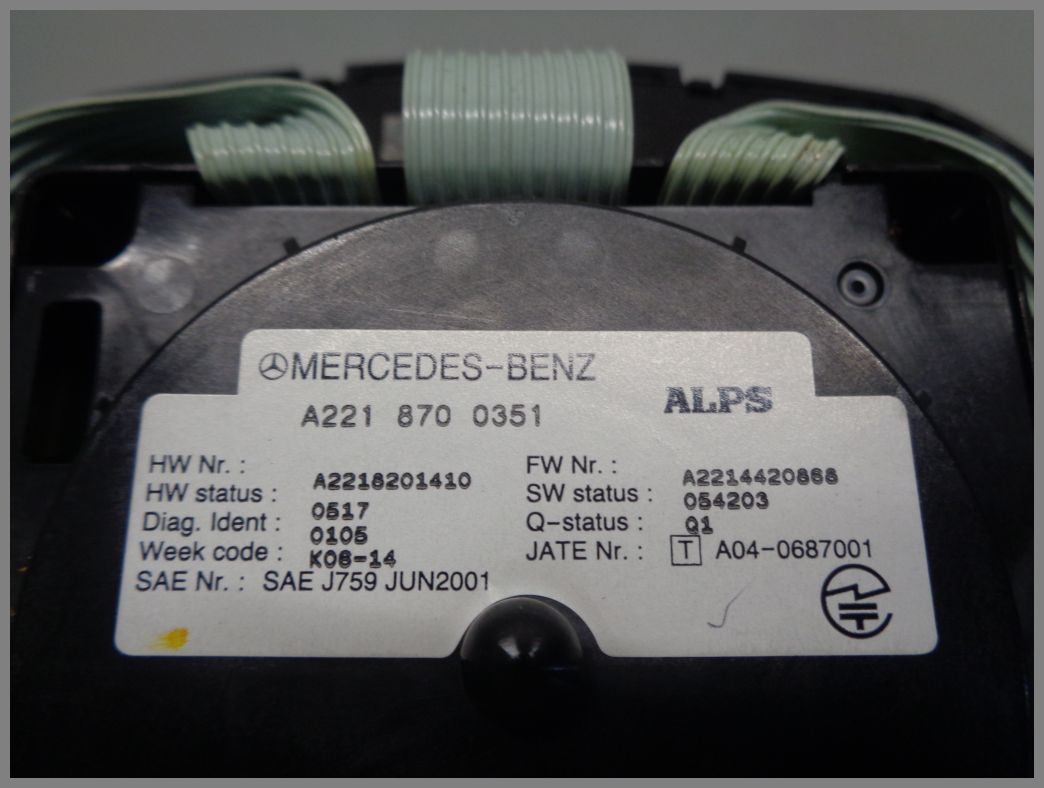 MERCEDES-BENZ
ALPS
A221 870 0351
HW Nr. : A2218201410
HW status : 0517
Diag. Ident : 0105
Week code : K06-14
SAE Nr. : SAE J759 JUN2001
FW Nr. : A2214420868
SW status : 054203
Q-status : Q1
JATE Nr. : T A04-0687001